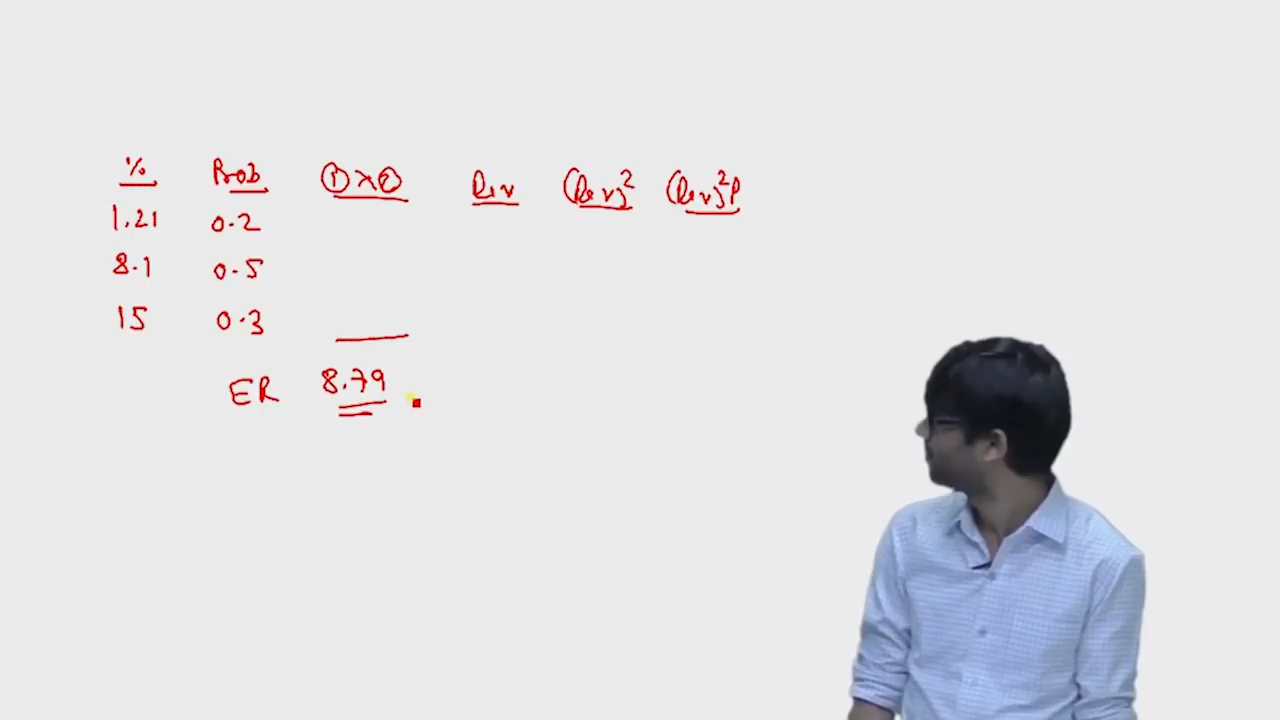 % Prob ①×② Dev (Dev)² (Dev)²P
1.21 0.2
8.1 0.5
15 0.3
ER 8.79